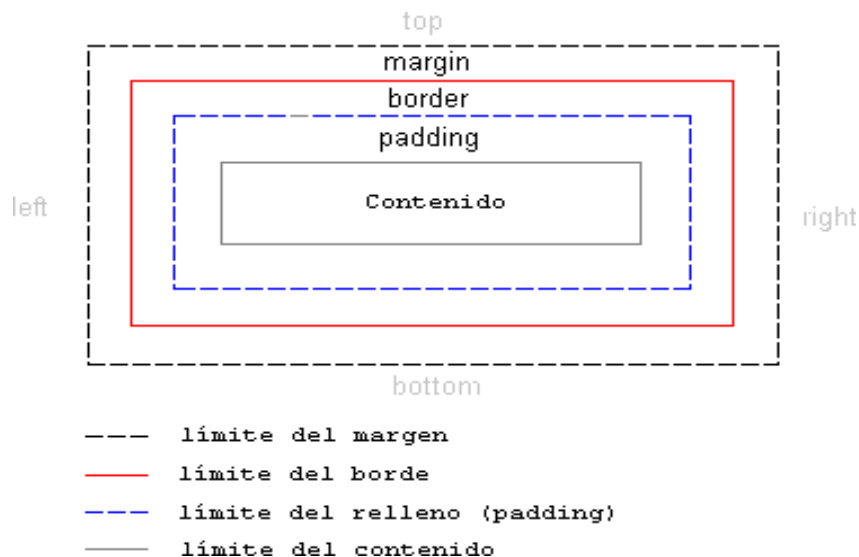 top
margin
border
padding
left
Contenido
right
bottom
límite del margen
límite del borde
límite del relleno (padding)
límite del contenido